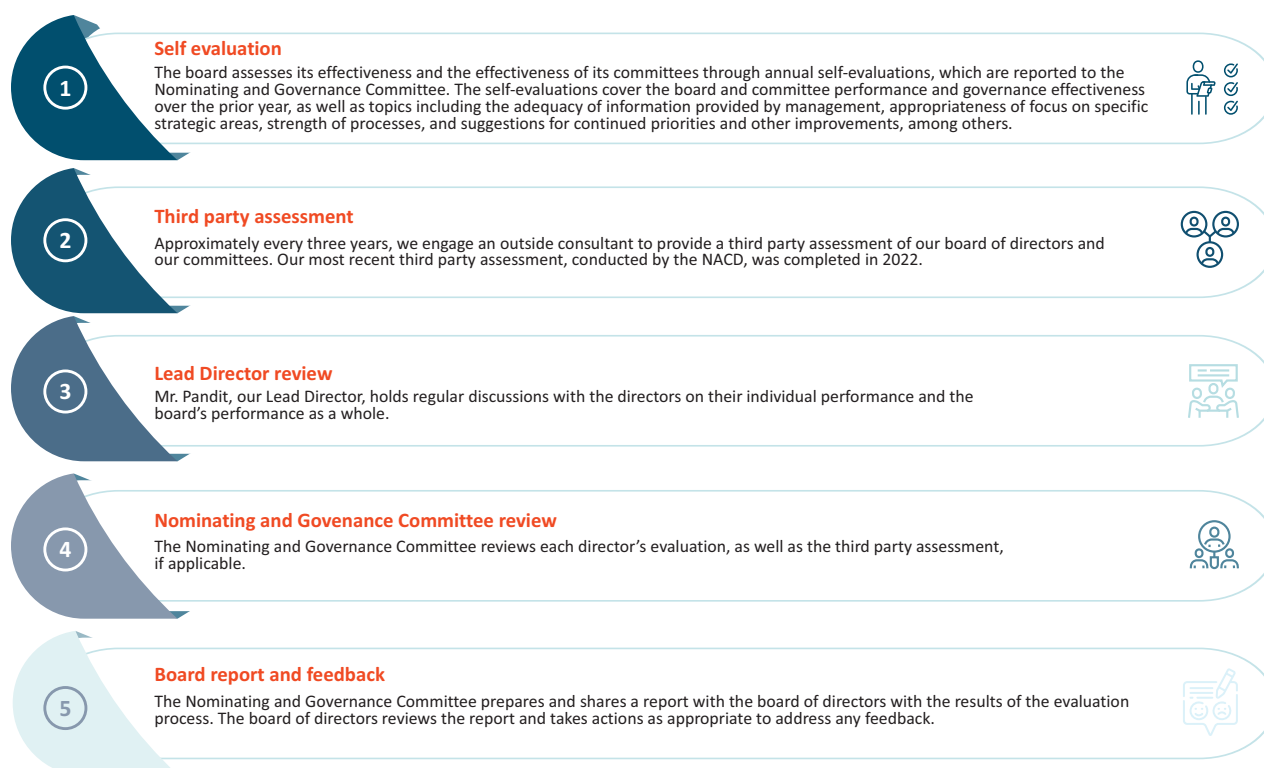 1
Self evaluation
The board assesses its effectiveness and the effectiveness of its committees through annual self-evaluations, which are reported to the
Nominating and Governance Committee. The self-evaluations cover the board and committee performance and governance effectiveness
over the prior year, as well as topics including the adequacy of information provided by management, appropriateness of focus on specific
strategic areas, strength of processes, and suggestions for continued priorities and other improvements, among others.
2
Third party assessment
Approximately every three years, we engage an outside consultant to provide a third party assessment of our board of directors and
our committees. Our most recent third party assessment, conducted by the NACD, was completed in 2022.
3
Lead Director review
Mr. Pandit, our Lead Director, holds regular discussions with the directors on their individual performance and the
board's performance as a whole.
4
Nominating and Govenance Committee review
The Nominating and Governance Committee reviews each director's evaluation, as well as the third party assessment,
if applicable.
5
Board report and feedback
The Nominating and Governance Committee prepares and shares a report with the board of directors with the results of the evaluation
process. The board of directors reviews the report and takes actions as appropriate to address any feedback.